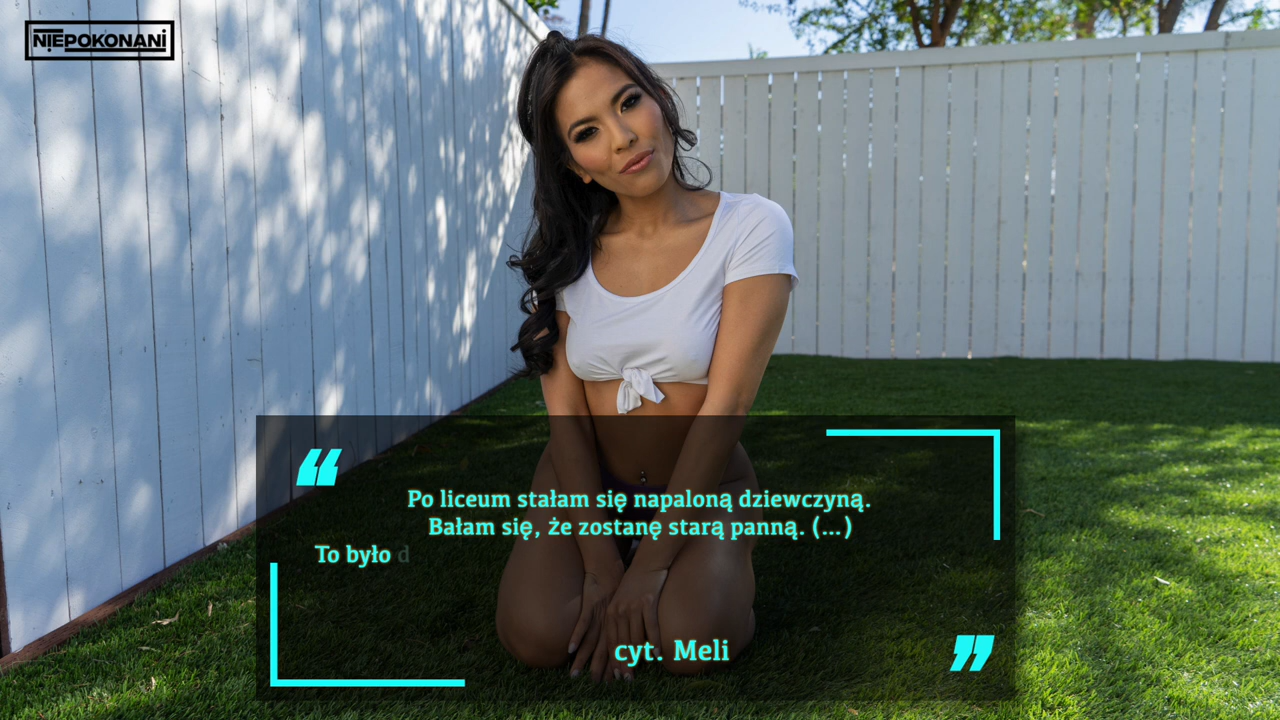 NIEPOKONANI
“
Po liceum stałam się napaloną dziewczyną.
Bałam się, że zostanę starą panną. (...)
To było d
cyt. Meli
”